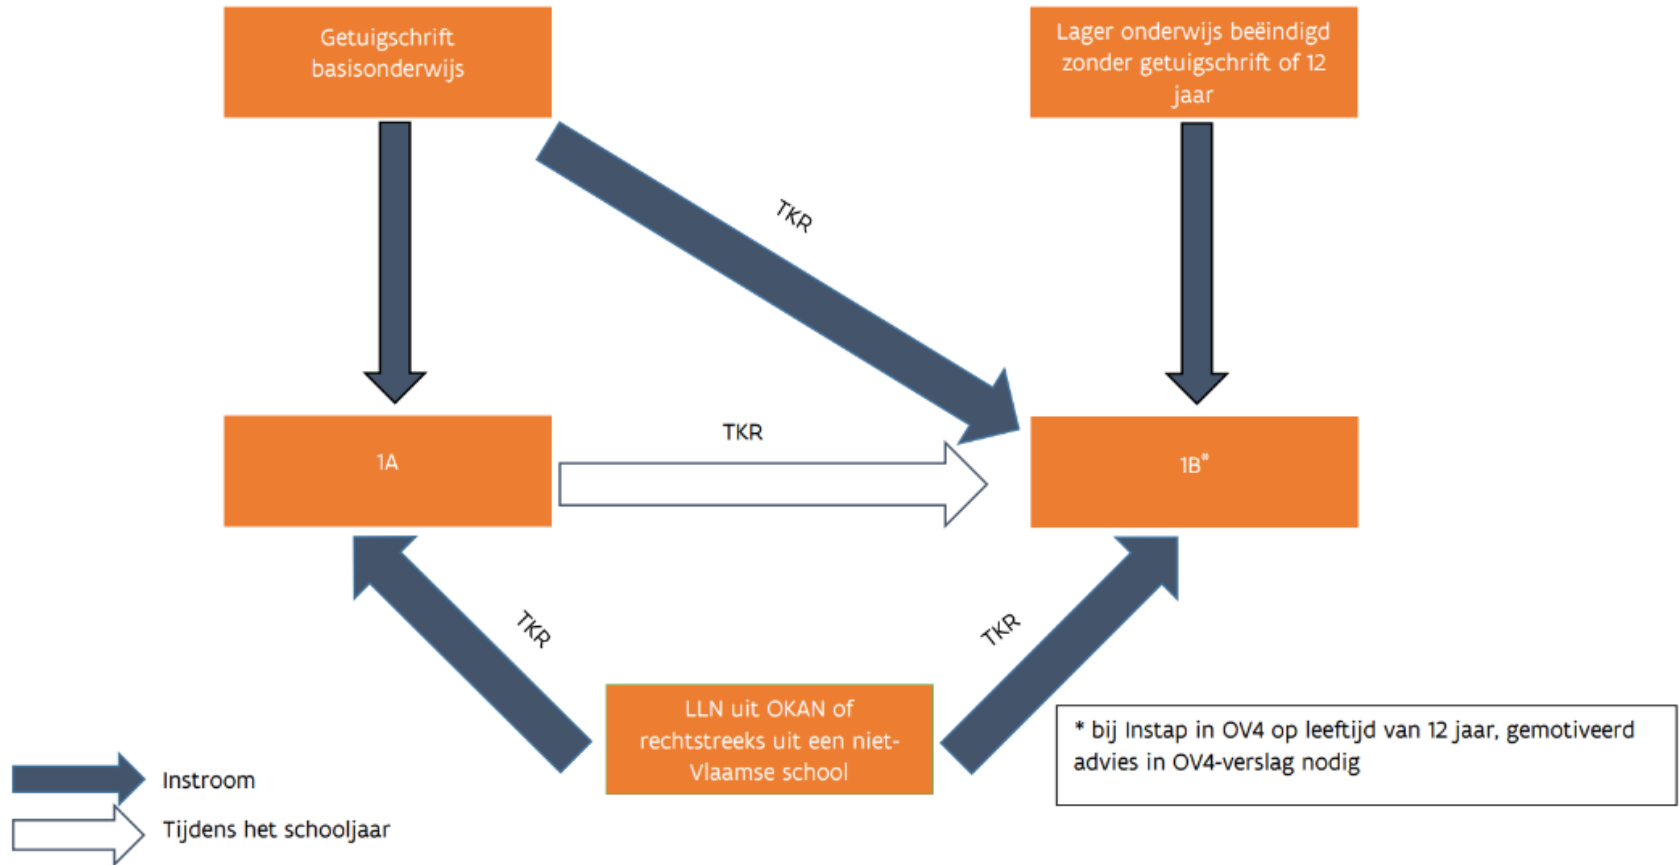 Getuigschrift
basisonderwijs
Lager onderwijs beëindigd
zonder getuigschrift of 12
jaar
TKR
TKR
1A
1B*
TKR
TKR
LLN uit OKAN of
rechtstreeks uit een niet-
Vlaamse school
* bij Instap in OV4 op leeftijd van 12 jaar, gemotiveerd
advies in OV4-verslag nodig
Instroom
Tijdens het schooljaar